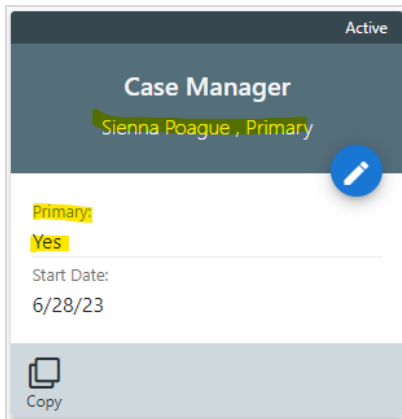 Active
Case Manager
Sienna Poague , Primary
Primary:
Yes
Start Date:
6/28/23
Copy